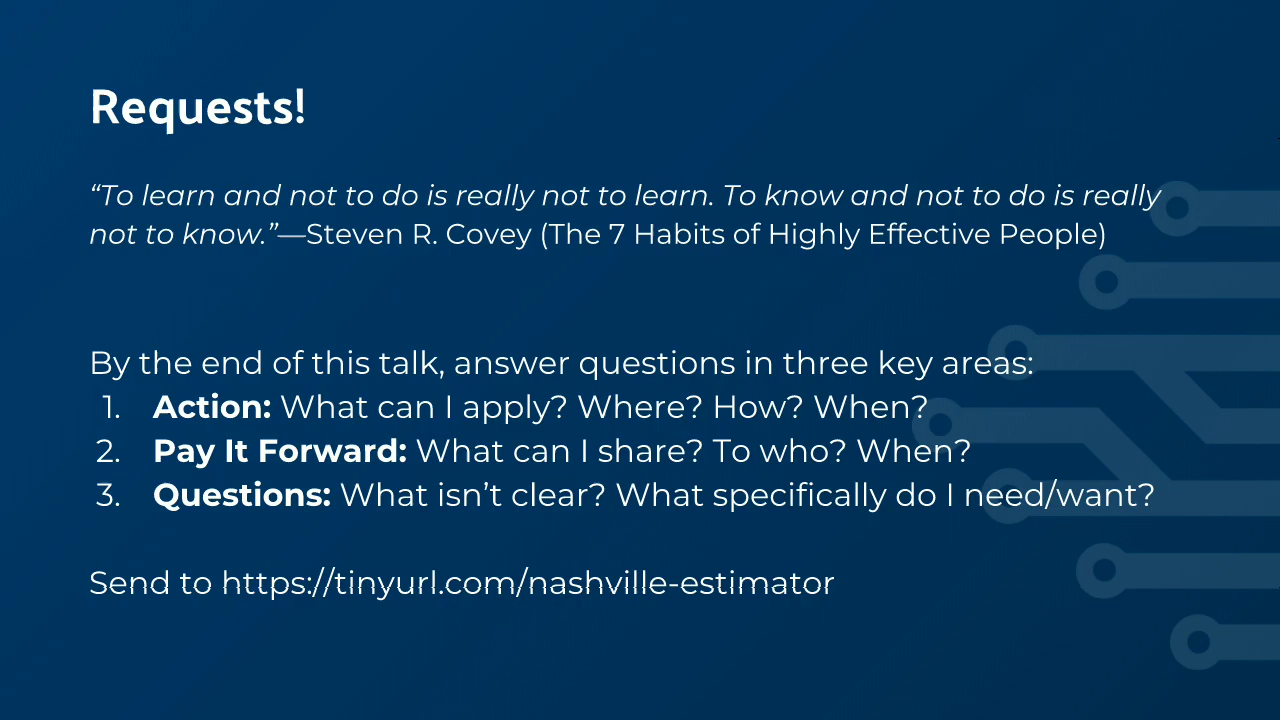 Requests!
“To learn and not to do is really not to learn. To know and not to do is really
not to know.”—Steven R. Covey (The 7 Habits of Highly Effective People)
By the end of this talk, answer questions in three key areas:
1. Action: What can I apply? Where? How? When?
2. Pay It Forward: What can I share? To who? When?
3. Questions: What isn’t clear? What specifically do I need/want?
Send to https://tinyurl.com/nashville-estimator